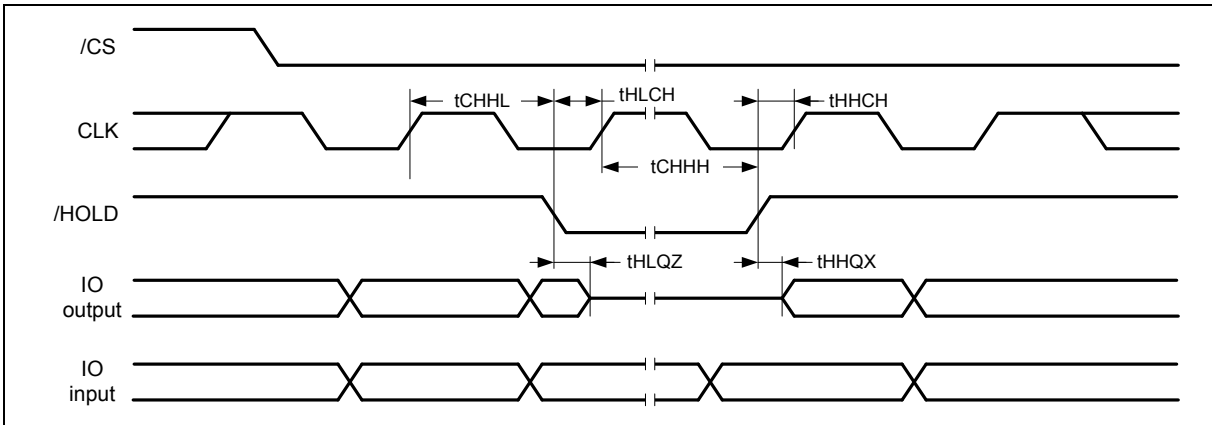 /CS
tCHHL
tHLCH
tHHCH
CLK
tCHHH
/HOLD
tHLQZ
tHHQX
IO
output
IO
input